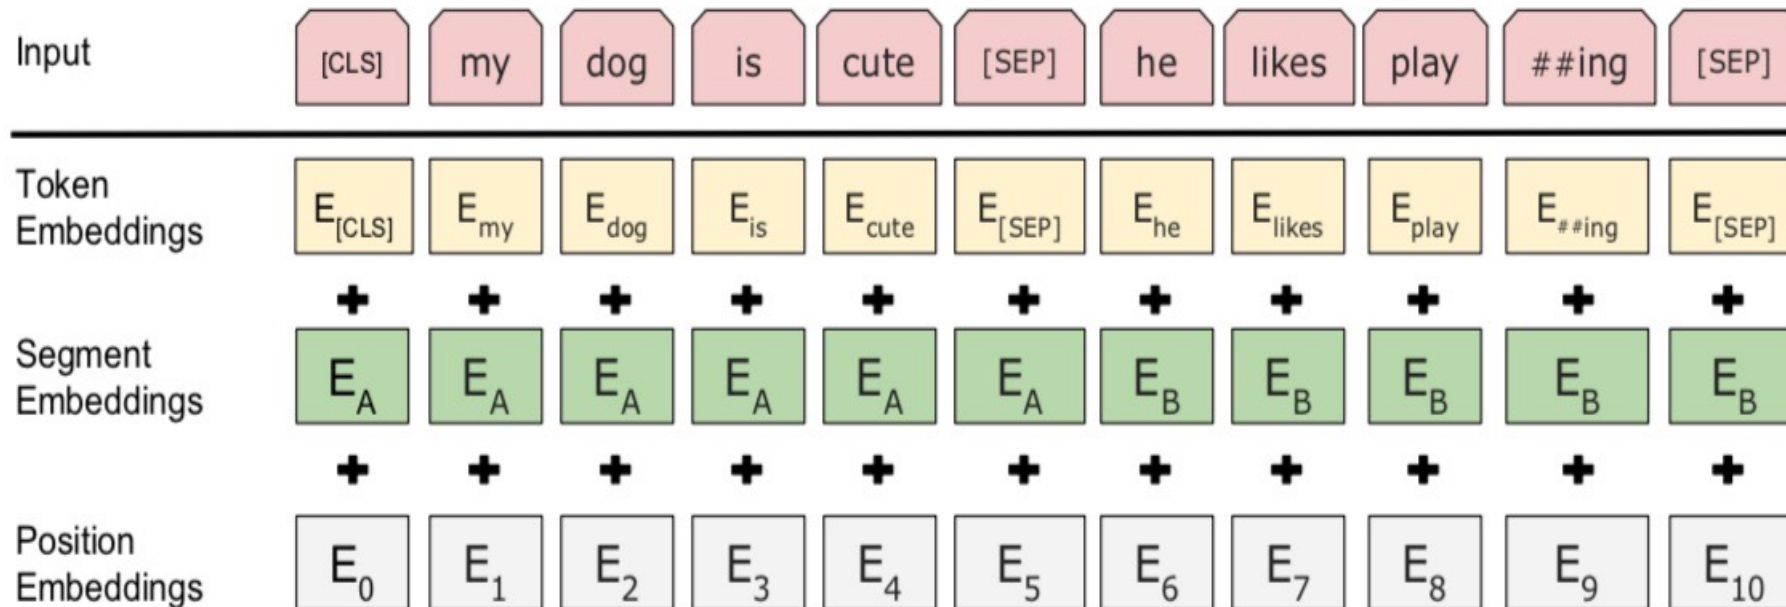 Input [CLS] my dog is cute [SEP] he likes play ##ing [SEP]
Token
Embeddings E[CLS] Emy Edog Eis Ecute E[SEP] Ehe Elikes Eplay E##ing E[SEP]
+ + + + + + + + + + +
Segment
Embeddings EA EA EA EA EA EA EB EB EB EB EB
+ + + + + + + + + + +
Position
Embeddings E0 E1 E2 E3 E4 E5 E6 E7 E8 E9 E10